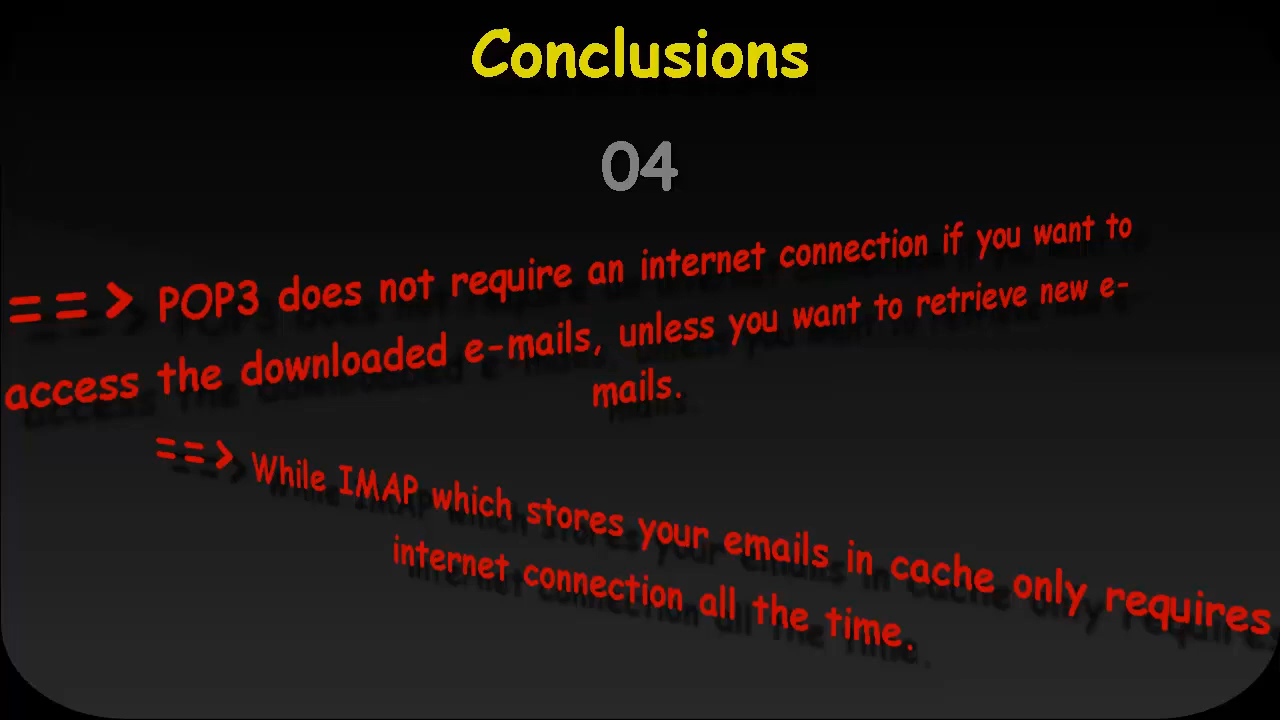 Conclusions
04
==> POP3 does not require an internet connection if you want to
access the downloaded e-mails, unless you want to retrieve new e-
mails.
==> While IMAP which stores your emails in cache only requires
internet connection all the time.